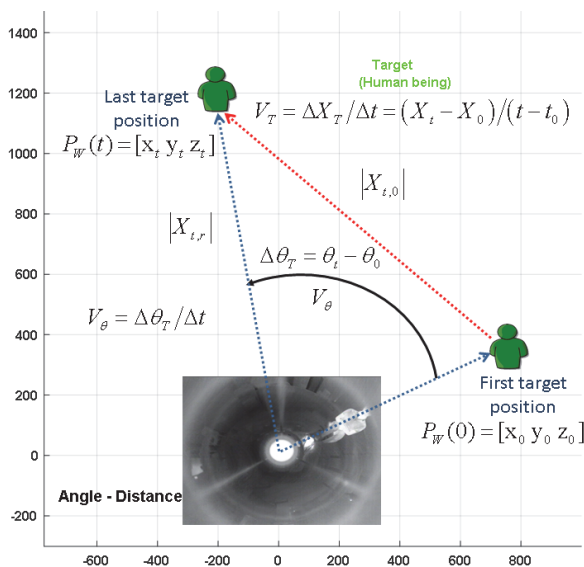 1400
1200
1000
800
600
400
200
0
-200
-600
-400
-200
0
200
400
600
800
Target
(Human being)
V_T = ΔX_T/Δt = (X_t − X_0)/(t − t_0)
Last target
position
P_W(t) = [x_t y_t z_t]
|X_{t,0}|
|X_{t,r}|
Δθ_T = θ_t − θ_0
V_θ
V_θ = Δθ_T/Δt
First target
position
P_W(0) = [x_0 y_0 z_0]
Angle - Distance